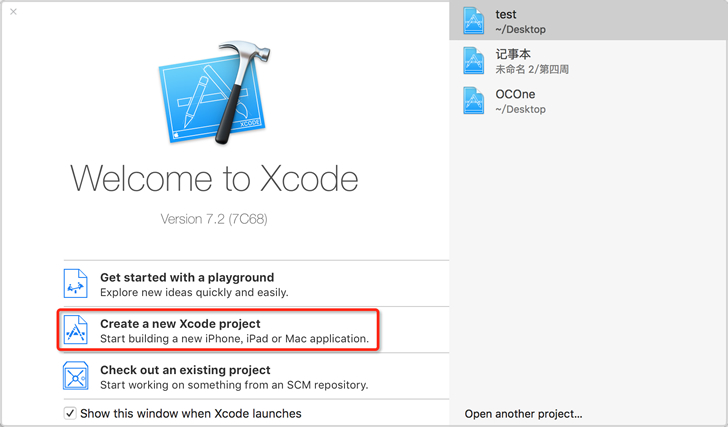 XCODE
Welcome to Xcode
Version 7.2 (7C68)
Get started with a playground
Explore new ideas quickly and easily.
Create a new Xcode project
Start building a new iPhone, iPad or Mac application.
Check out an existing project
Start working on something from an SCM repository.
Show this window when Xcode launches
test
~/Desktop
记事本
未命名 2/第四周
OCOne
~/Desktop
Open another project...